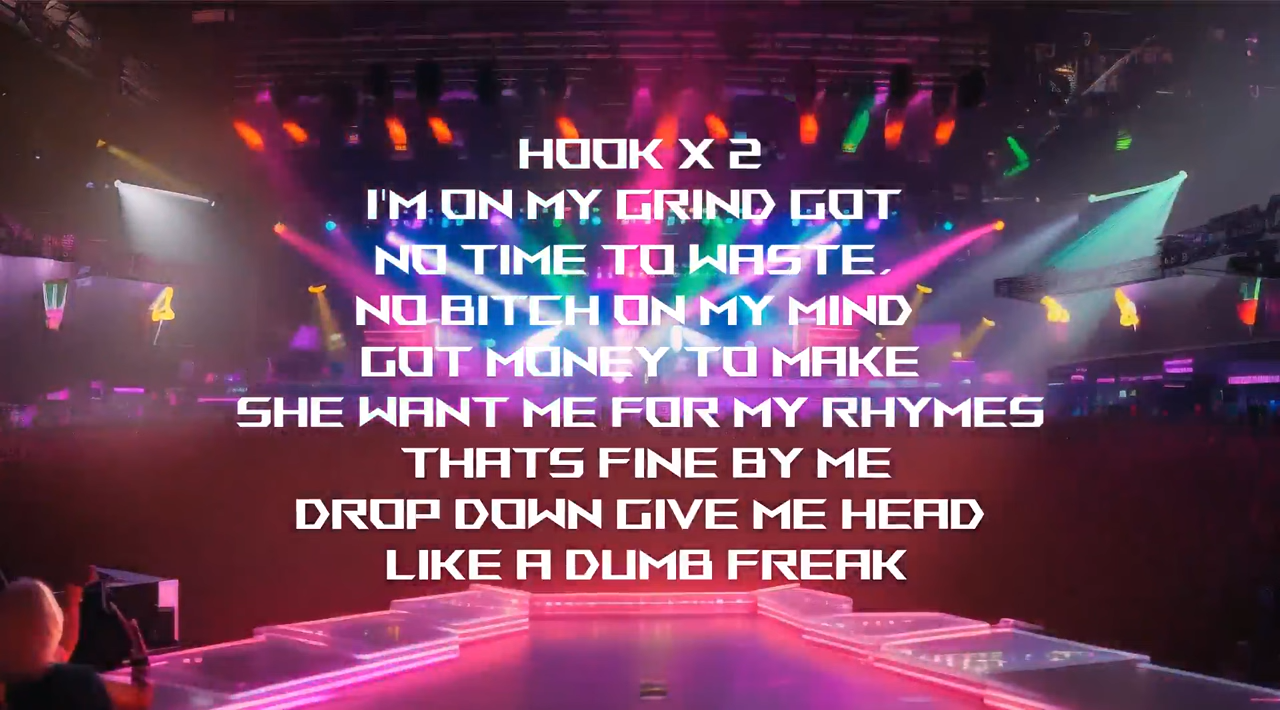 HOOK X 2
I'M ON MY GRIND GOT
NO TIME TO WASTE,
NO BITCH ON MY MIND
GOT MONEY TO MAKE
SHE WANT ME FOR MY RHYMES
THATS FINE BY ME
DROP DOWN GIVE ME HEAD
LIKE A DUMB FREAK